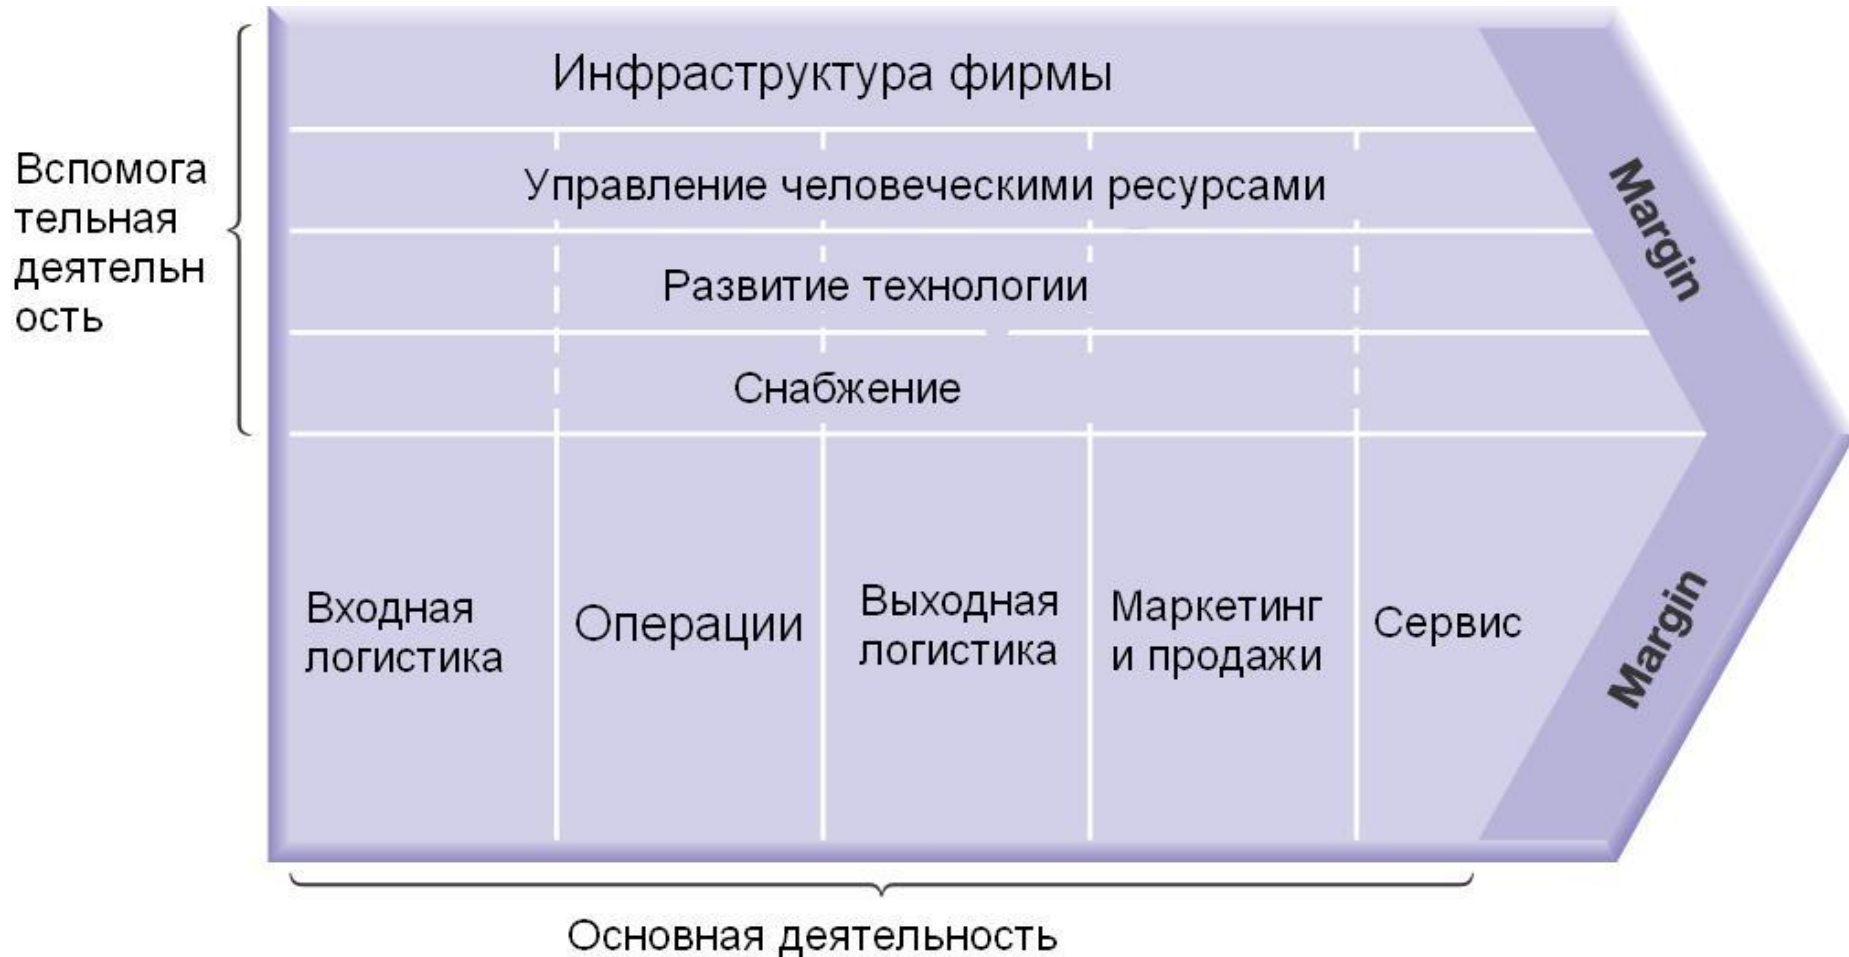 Инфраструктура фирмы
Вспомога
тельная
деятельн
ость
Управление человеческими ресурсами
Развитие технологии
Снабжение
Margin
Входная
логистика
Операции
Выходная
логистика
Маркетинг
и продажи
Сервис
Margin
Основная деятельность